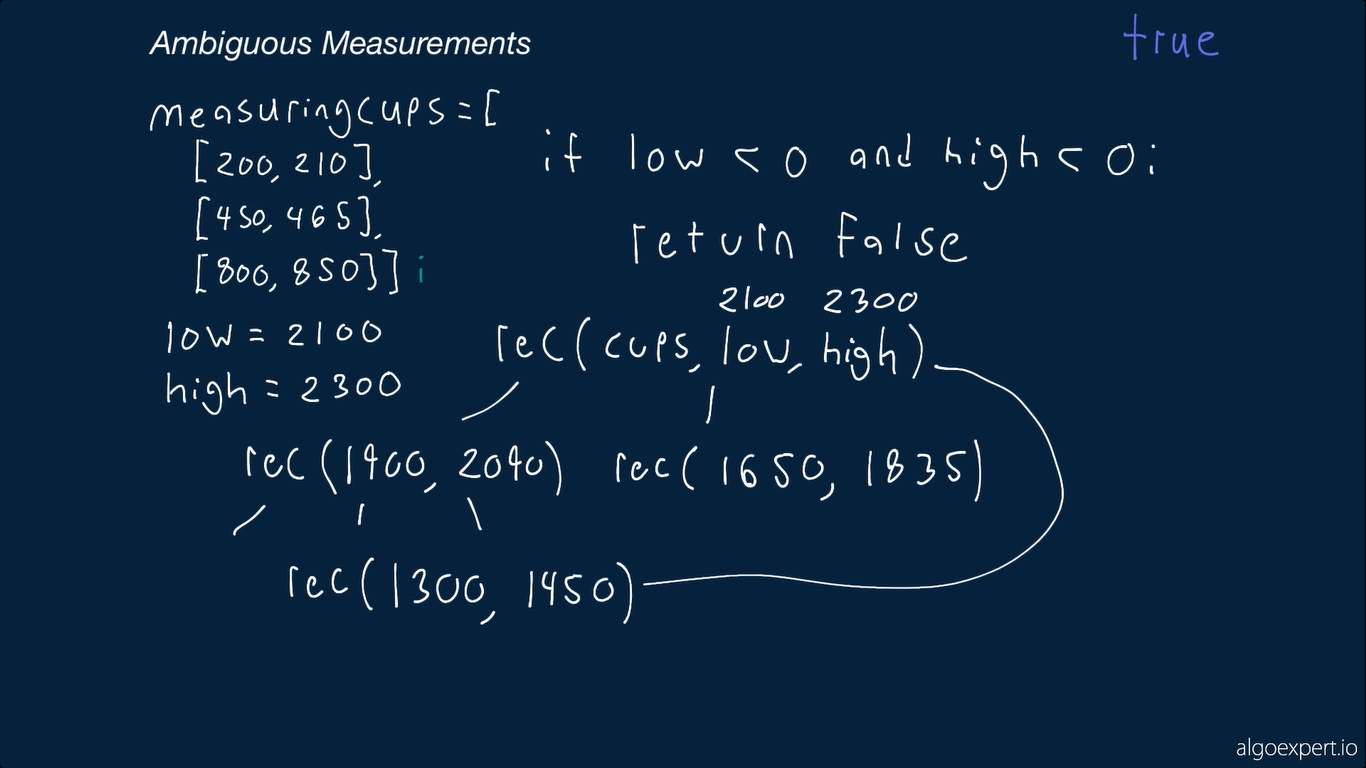 Ambiguous Measurements
true
measuringcups=[
[200, 210],
[450, 465],
[800, 850]] i
low = 2100
high = 2300
if low < 0 and high < 0:
return False
2100 2300
rec(cups, low, high)
rec(1900, 2090) rec(1650, 1835)
rec(1300, 1450)
algoexpert.io